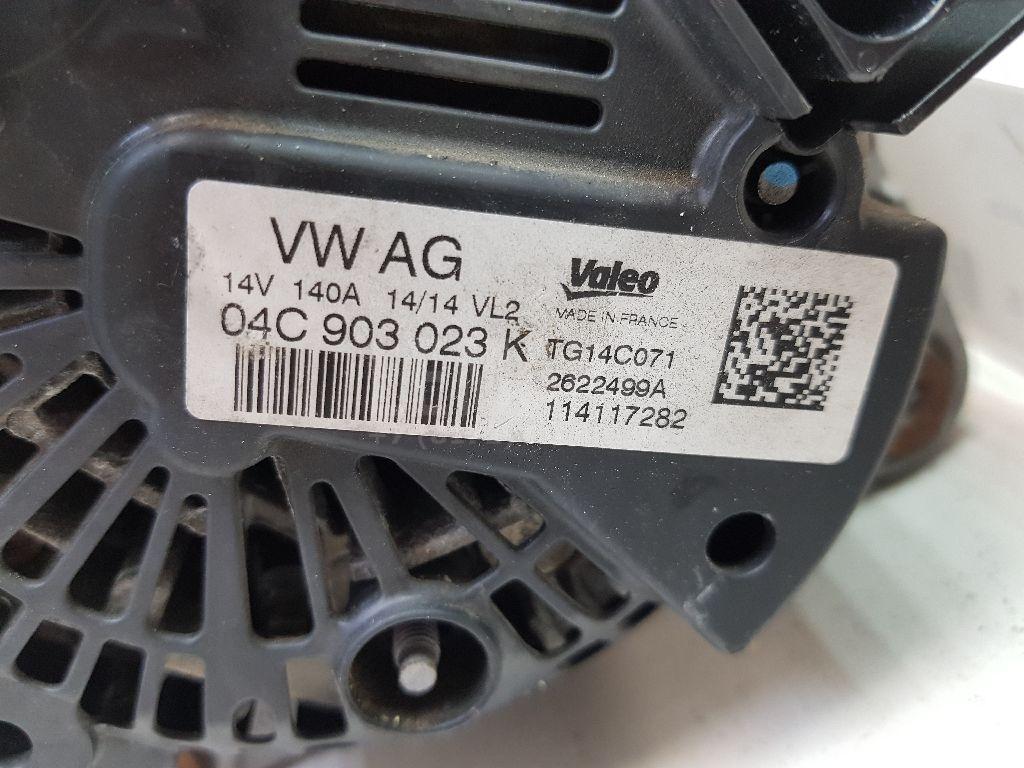 VW AG
14V 140A 14/14 VL2
04C 903 023 K
Valeo
MADE IN FRANCE
TG14C071
2622499A
114117282